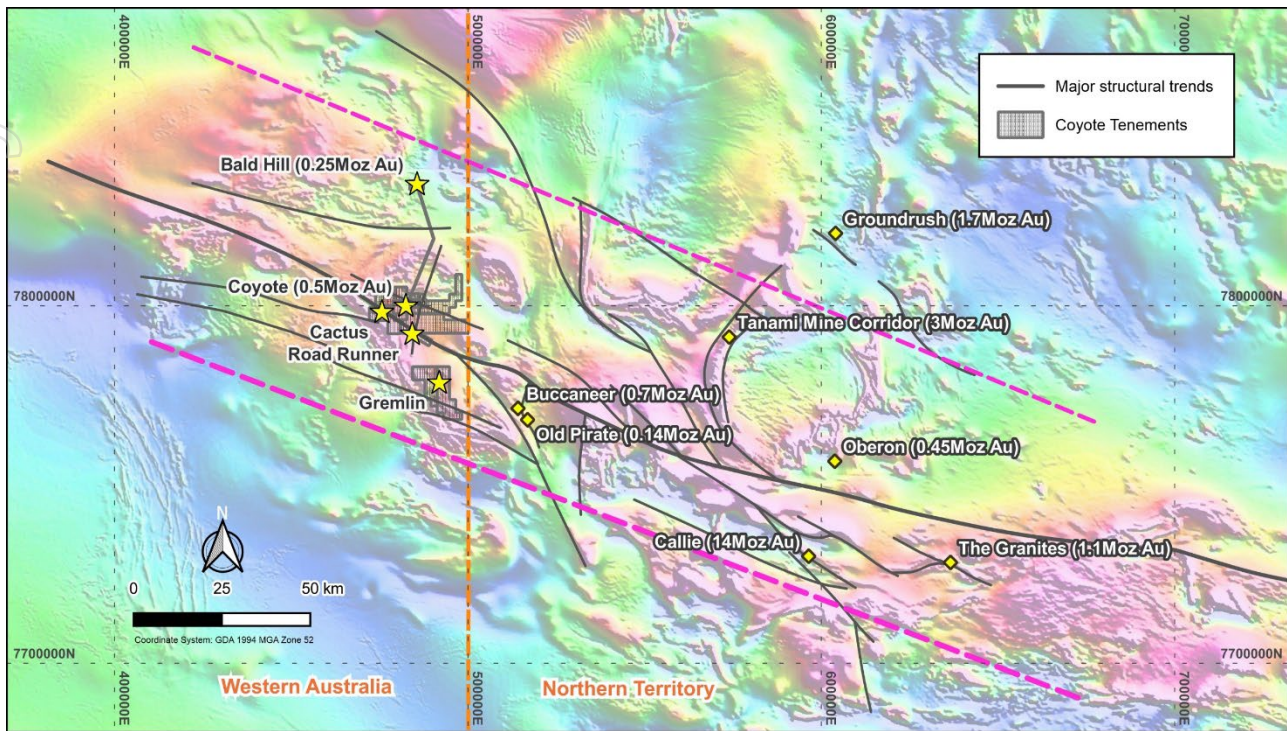 400000E
500000E
600000E
700000E
Major structural trends
Coyote Tenements
Bald Hill (0.25Moz Au)
Groundrush (1.7Moz Au)
Coyote (0.5Moz Au)
7800000N
7800000N
Cactus
Tanami Mine Corridor (3Moz Au)
Road Runner
Gremlin
Buccaneer (0.7Moz Au)
Old Pirate (0.14Moz Au)
Oberon (0.45Moz Au)
N
Callie (14Moz Au)
The Granites (1.1Moz Au)
0 25 50 km
Coordinate System: GDA 1994 MGA Zone 52
7700000N
7700000N
Western Australia
Northern Territory
400000E
500000E
600000E
700000E